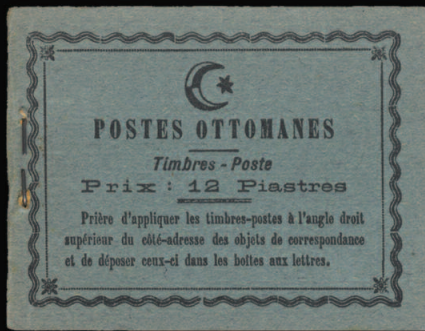 POSTES OTTOMANES
Timbres-Poste
Prix : 12 Piastres
Prière d'appliquer les timbres-postes à l'angle droit
supérieur du côté-adresse des objets de correspondance
et de déposer ceux-ci dans les boîtes aux lettres.